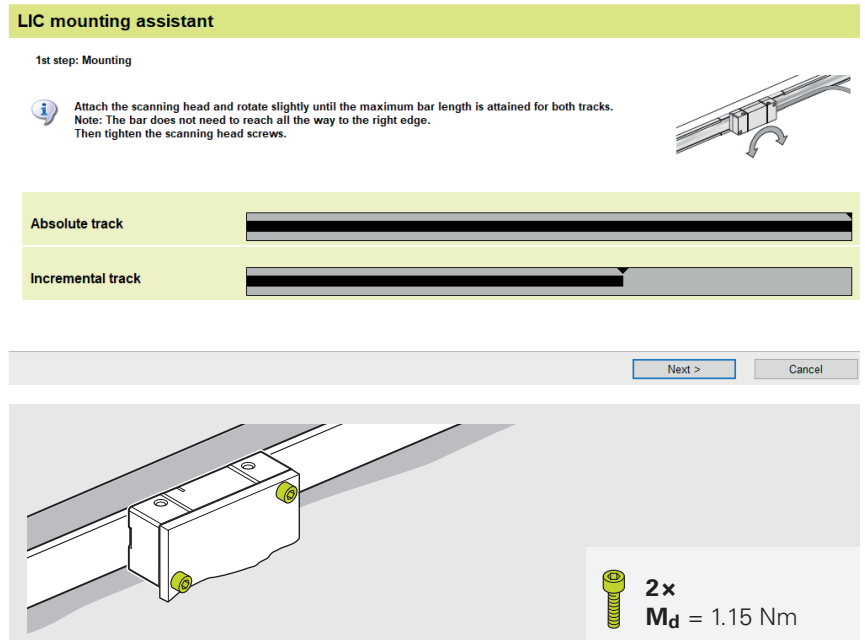 LIC mounting assistant
1st step: Mounting
Attach the scanning head and rotate slightly until the maximum bar length is attained for both tracks.
Note: The bar does not need to reach all the way to the right edge.
Then tighten the scanning head screws.
Absolute track
Incremental track
Next >
Cancel
2×
Md = 1.15 Nm